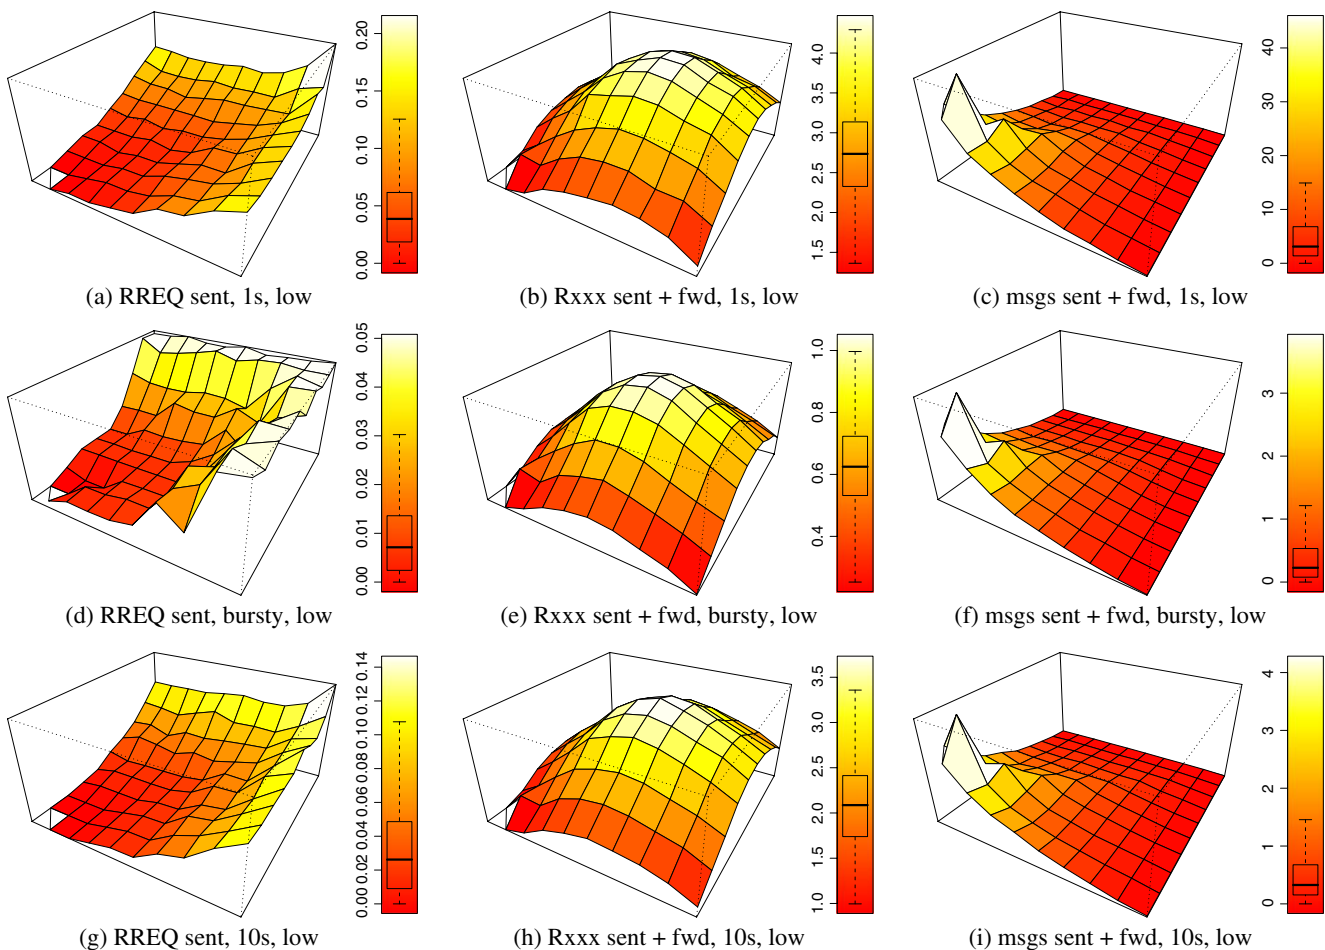 0.00 0.05 0.10 0.15 0.20
1.5 2.0 2.5 3.0 3.5 4.0
0 10 20 30 40
(a) RREQ sent, 1s, low
(b) Rxxx sent + fwd, 1s, low
(c) msgs sent + fwd, 1s, low
0.00 0.01 0.02 0.03 0.04 0.05
0.4 0.6 0.8 1.0
0 1 2 3
(d) RREQ sent, bursty, low
(e) Rxxx sent + fwd, bursty, low
(f) msgs sent + fwd, bursty, low
0.00 0.02 0.04 0.06 0.08 0.10 0.12 0.14
1.0 1.5 2.0 2.5 3.0 3.5
0 1 2 3 4
(g) RREQ sent, 10s, low
(h) Rxxx sent + fwd, 10s, low
(i) msgs sent + fwd, 10s, low